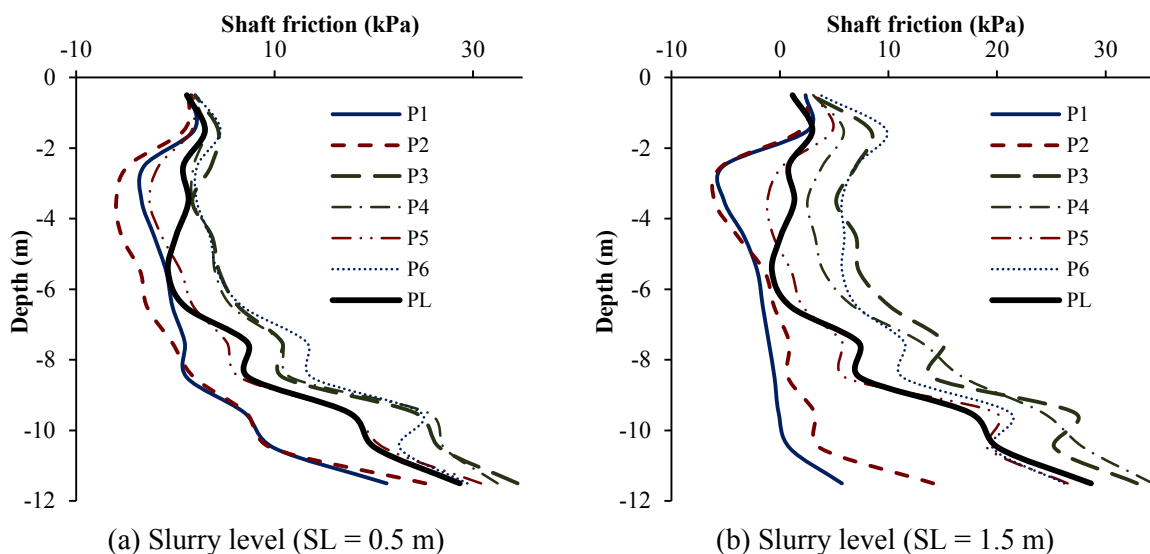 Shaft friction (kPa)
-10 10 30
0
-2
-4
-6
-8
-10
-12
Depth (m)
P1
P2
P3
P4
P5
P6
PL
(a) Slurry level (SL = 0.5 m)
Shaft friction (kPa)
-10 0 10 20 30
0
-2
-4
-6
-8
-10
-12
Depth (m)
P1
P2
P3
P4
P5
P6
PL
(b) Slurry level (SL = 1.5 m)